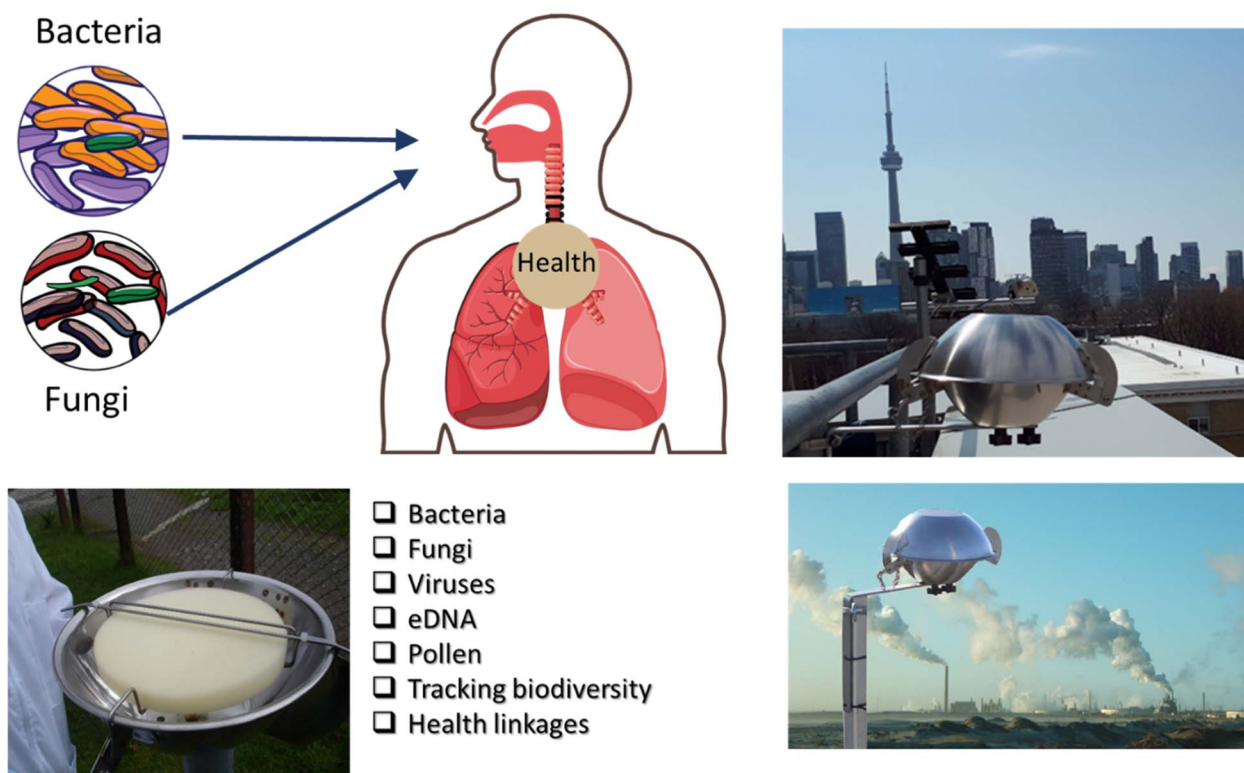 Bacteria
Fungi
Health
❑ Bacteria
❑ Fungi
❑ Viruses
❑ eDNA
❑ Pollen
❑ Tracking biodiversity
❑ Health linkages